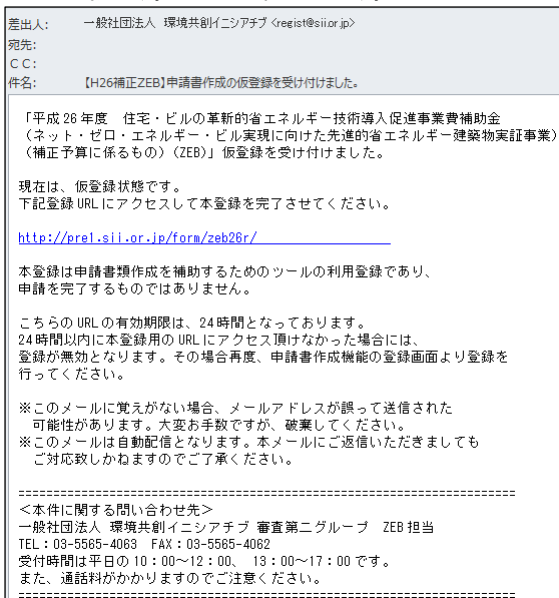 差出人: 一般社団法人 環境共創イニシアチブ <regist@sii.or.jp>
宛先:
CC:
件名: 【H26補正ZEB】申請書作成の仮登録を受け付けました。
「平成26年度 住宅・ビルの革新的省エネルギー技術導入促進事業費補助金
（ネット・ゼロ・エネルギー・ビル実現に向けた先進的省エネルギー建築物実証事業）
（補正予算に係るもの）（ZEB）」仮登録を受け付けました。
現在は、仮登録状態です。
下記登録URLにアクセスして本登録を完了させてください。
http://pre1.sii.or.jp/form/zeb26r/
本登録は申請書類作成を補助するためのツールの利用登録であり、
申請を完了するものではありません。
こちらのURLの有効期限は、24時間となっております。
24時間以内に本登録用のURLにアクセス頂けなかった場合には、
登録が無効となります。その場合再度、申請書作成機能の登録画面より登録を
行ってください。
※このメールに覚えがない場合、メールアドレスが誤って送信された
可能性があります。大変お手数ですが、破棄してください。
※このメールは自動配信となります。本メールにご返信いただきましても
ご対応致しかねますのでご了承ください。
==========================================================================
＜本件に関する問い合わせ先＞
一般社団法人 環境共創イニシアチブ 審査第二グループ ZEB担当
TEL：03-5565-4063 FAX：03-5565-4062
受付時間は平日の10：00～12：00、 13：00～17：00です。
また、通話料がかかりますのでご注意ください。
==========================================================================